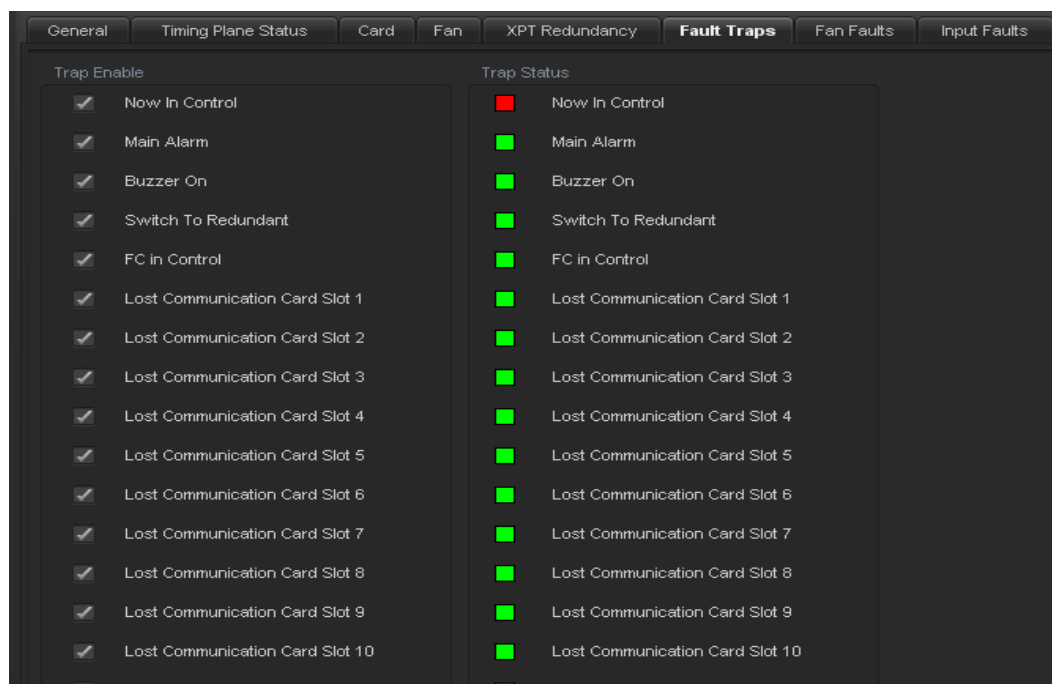 General Timing Plane Status Card Fan XPT Redundancy Fault Traps Fan Faults Input Faults
Trap Enable Trap Status
Now In Control Now In Control
Main Alarm Main Alarm
Buzzer On Buzzer On
Switch To Redundant Switch To Redundant
FC in Control FC in Control
Lost Communication Card Slot 1 Lost Communication Card Slot 1
Lost Communication Card Slot 2 Lost Communication Card Slot 2
Lost Communication Card Slot 3 Lost Communication Card Slot 3
Lost Communication Card Slot 4 Lost Communication Card Slot 4
Lost Communication Card Slot 5 Lost Communication Card Slot 5
Lost Communication Card Slot 6 Lost Communication Card Slot 6
Lost Communication Card Slot 7 Lost Communication Card Slot 7
Lost Communication Card Slot 8 Lost Communication Card Slot 8
Lost Communication Card Slot 9 Lost Communication Card Slot 9
Lost Communication Card Slot 10 Lost Communication Card Slot 10